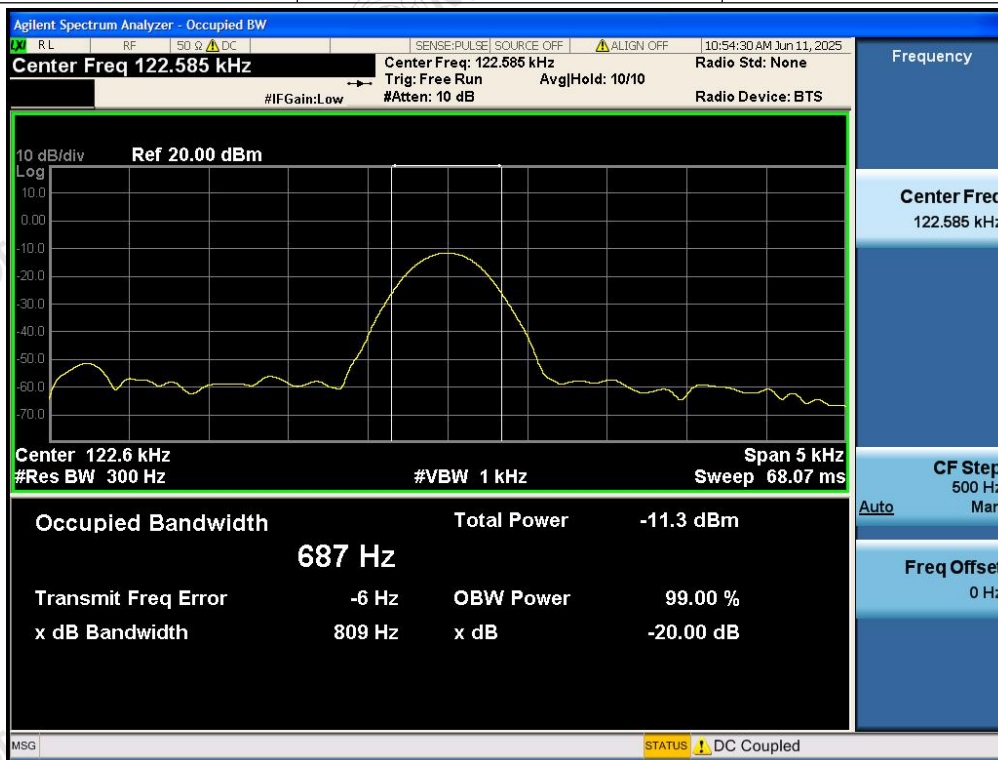 Agilent Spectrum Analyzer - Occupied BW
LXI RL RF 50 Ω DC SENSE:PULSE SOURCE OFF ALIGN OFF 10:54:30 AM Jun 11, 2025
Center Freq 122.585 kHz
Center Freq: 122.585 kHz
Radio Std: None
Trig: Free Run Avg|Hold: 10/10
#IFGain:Low
#Atten: 10 dB
Radio Device: BTS
10 dB/div Ref 20.00 dBm
Log
10.0
0.00
-10.0
-20.0
-30.0
-40.0
-50.0
-60.0
-70.0
Center 122.6 kHz Span 5 kHz
#Res BW 300 Hz #VBW 1 kHz Sweep 68.07 ms
Occupied Bandwidth Total Power -11.3 dBm
687 Hz
Transmit Freq Error -6 Hz OBW Power 99.00 %
x dB Bandwidth 809 Hz x dB -20.00 dB
MSG STATUS ! DC Coupled
Frequency
Center Freq
122.585 kHz
CF Step
500 Hz
Auto Man
Freq Offset
0 Hz